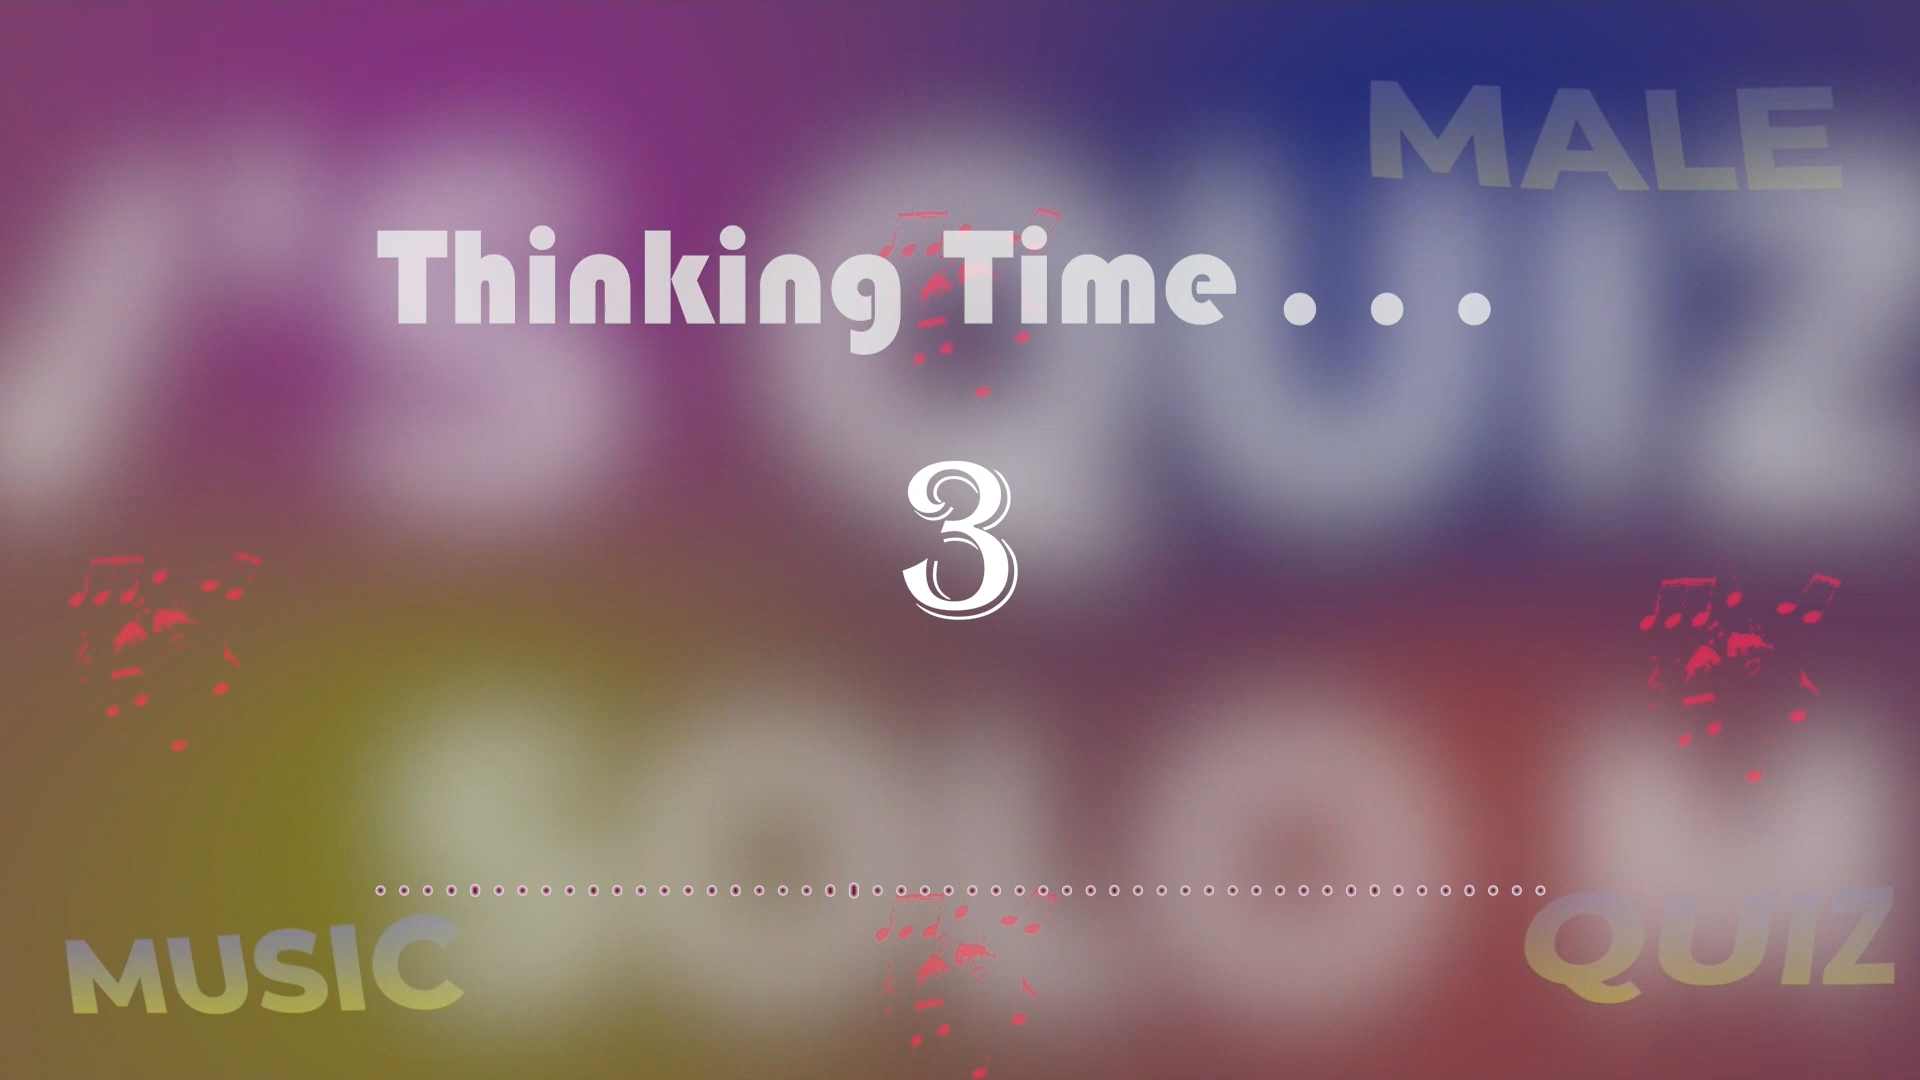 MALE
Thinking Time . . .
3
MUSIC
QUIZ